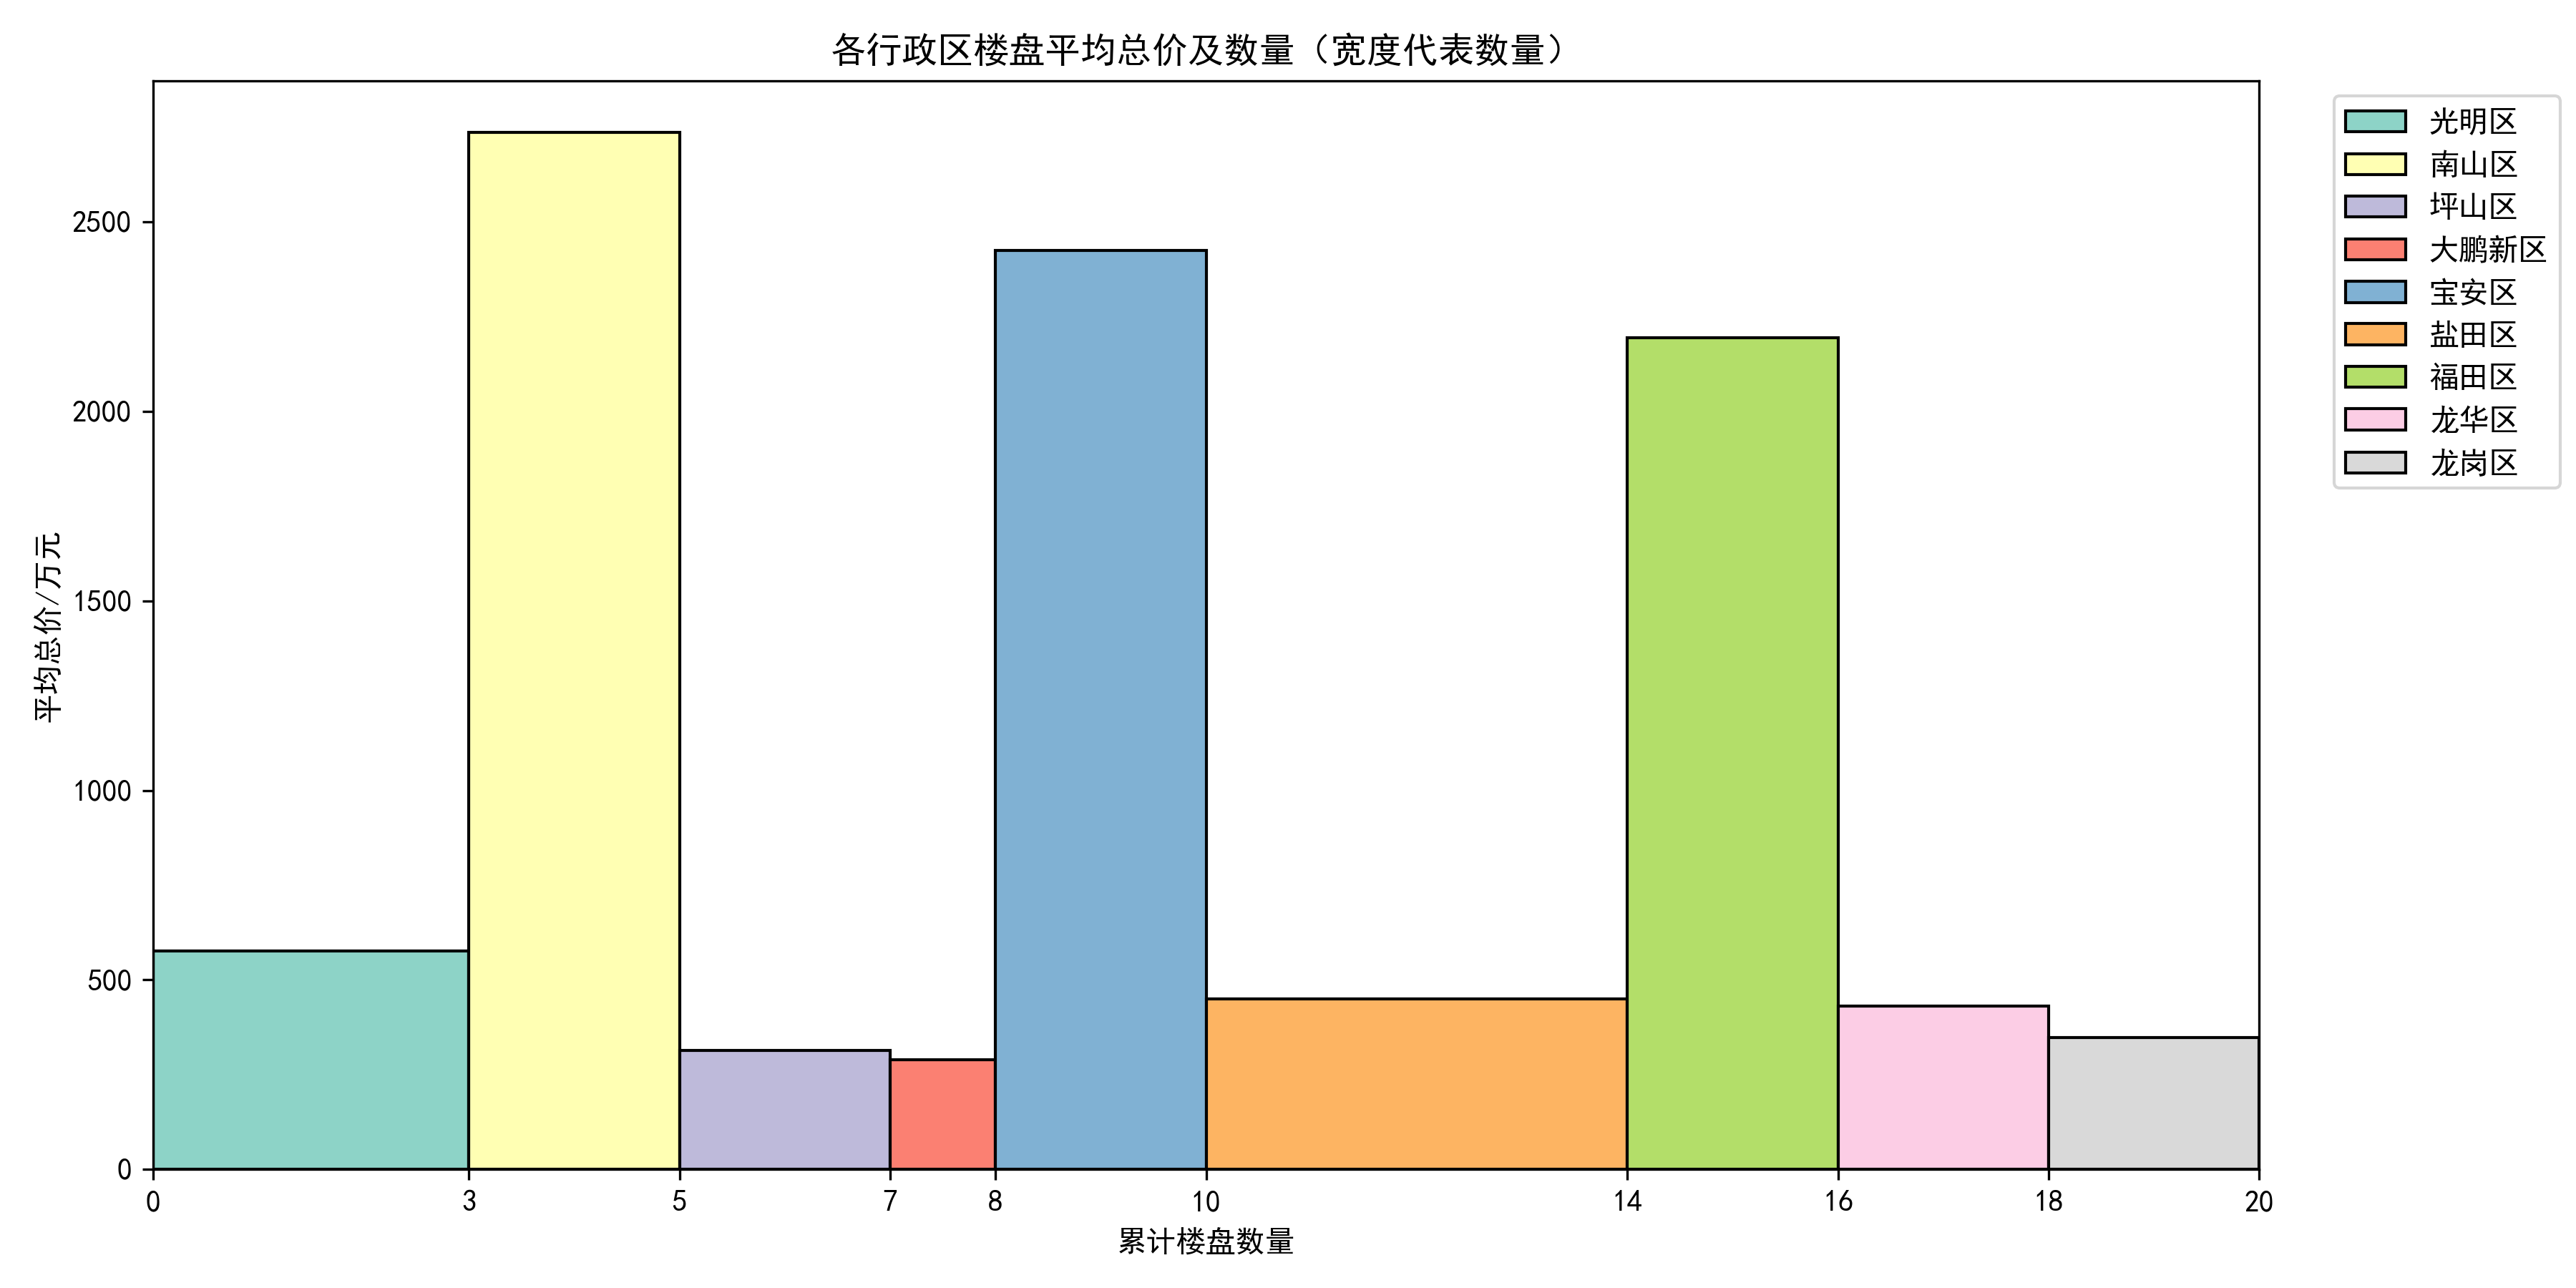 各行政区楼盘平均总价及数量（宽度代表数量）
平均总价/万元
2500
2000
1500
1000
500
0
0 3 5 7 8 10 14 16 18 20
累计楼盘数量
光明区
南山区
坪山区
大鹏新区
宝安区
盐田区
福田区
龙华区
龙岗区